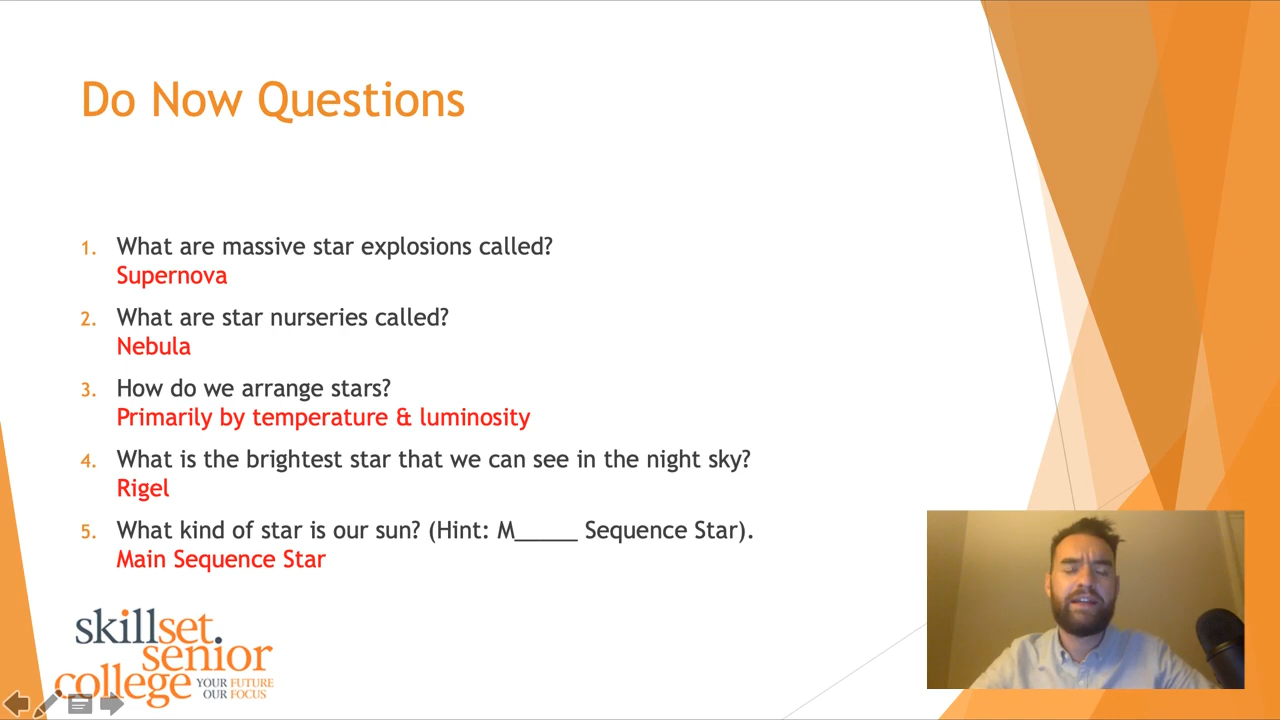 Do Now Questions
1. What are massive star explosions called?
Supernova
2. What are star nurseries called?
Nebula
3. How do we arrange stars?
Primarily by temperature & luminosity
4. What is the brightest star that we can see in the night sky?
Rigel
5. What kind of star is our sun? (Hint: M_____ Sequence Star).
Main Sequence Star
skillset.
senior
college YOUR FUTURE
OUR FOCUS